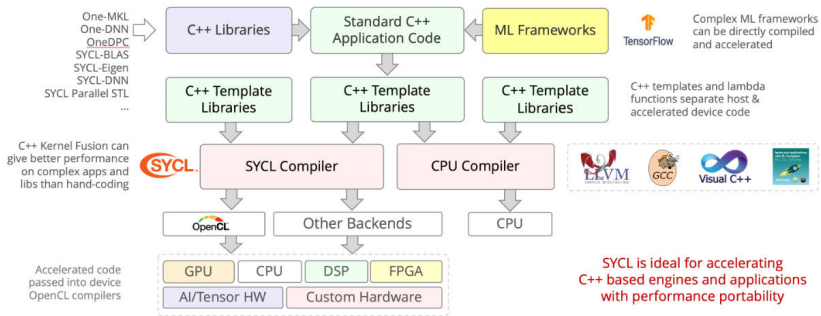 One-MKL
One-DNN
OneDPC
SYCL-BLAS
SYCL-Eigen
SYCL-DNN
SYCL Parallel STL
...
C++ Libraries
Standard C++
Application Code
ML Frameworks
TensorFlow
Complex ML frameworks
can be directly compiled
and accelerated
C++ Template
Libraries
C++ Template
Libraries
C++ Template
Libraries
C++ templates and lambda
functions separate host &
accelerated device code
C++ Kernel Fusion can
give better performance
on complex apps and
libs than hand-coding
SYCL
SYCL Compiler
CPU Compiler
LLVM
GCC
Visual C++
OpenCL
Other Backends
CPU
Accelerated code
passed into device
OpenCL compilers
GPU
CPU
DSP
FPGA
AI/Tensor HW
Custom Hardware
SYCL is ideal for accelerating
C++ based engines and applications
with performance portability